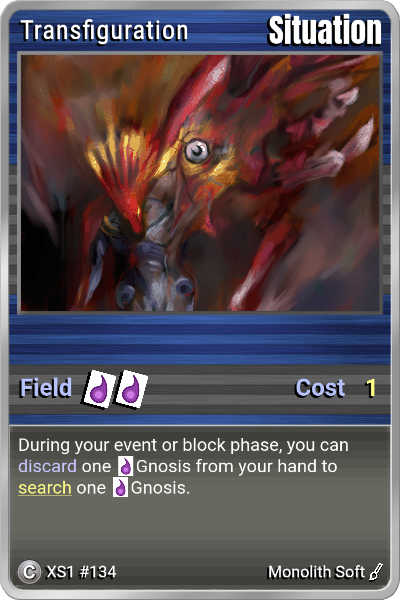 Transfiguration Situation
Field Cost 1
During your event or block phase, you can
discard one Gnosis from your hand to
search one Gnosis.
C XS1 #134 Monolith Soft